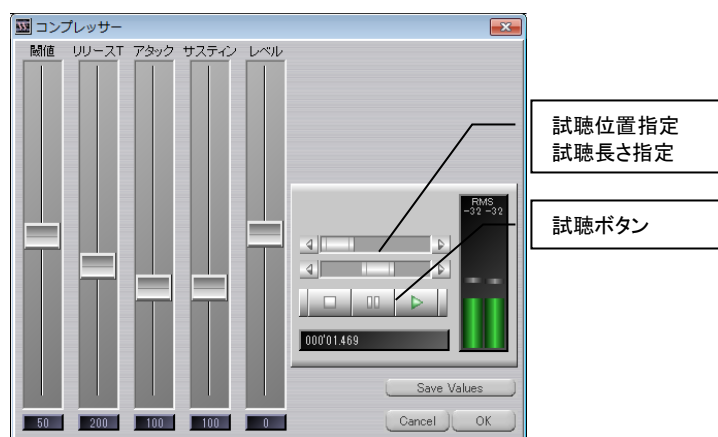 コンプレッサー
閾値 リリースT アタック サスティン レベル
試聴位置指定
試聴長さ指定
RMS
-32 -32
試聴ボタン
000'01.469
Save Values
50 200 100 100 0
Cancel OK